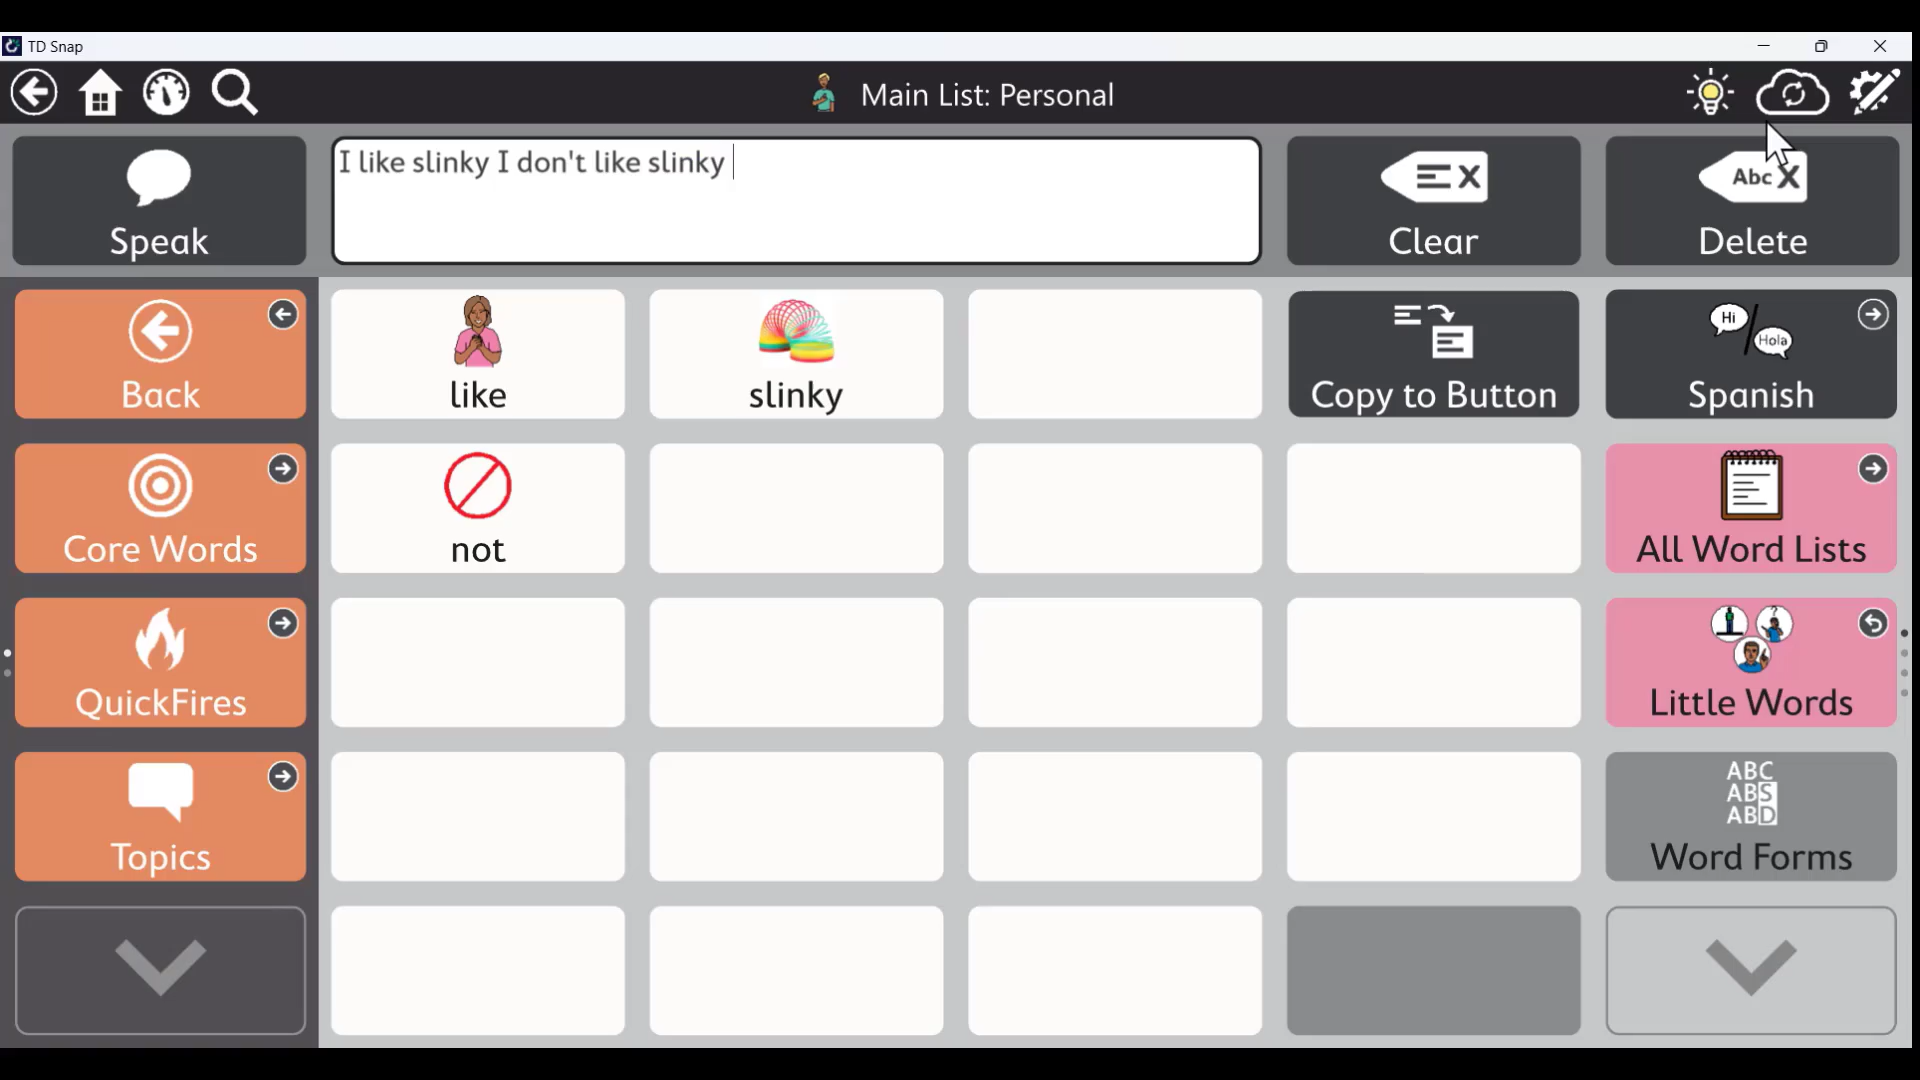 TD Snap
Main List: Personal
Speak
I like slinky I don't like slinky
Clear
Abc X
Delete
Back
like
slinky
Copy to Button
Hi
Hola
Spanish
Core Words
not
All Word Lists
QuickFires
Little Words
Topics
ABC
ABS
ABD
Word Forms